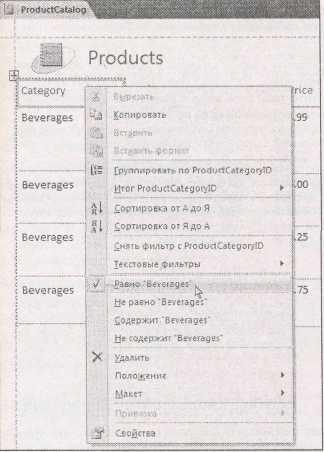 ProductCatalog
Products
Category
rice
Beverages
.99
Beverages
.00
Beverages
.25
Beverages
.75
Вырезать
Копировать
Вставить
Вставить формат
Группировать по ProductCategoryID
Итог ProductCategoryID
Сортировка от А до Я
Сортировка от Я до А
Снять фильтр с ProductCategoryID
Текстовые фильтры
Равно "Beverages"
Не равно "Beverages"
Содержит "Beverages"
Не содержит "Beverages"
Удалить
Положение
Макет
Привязка
Свойства